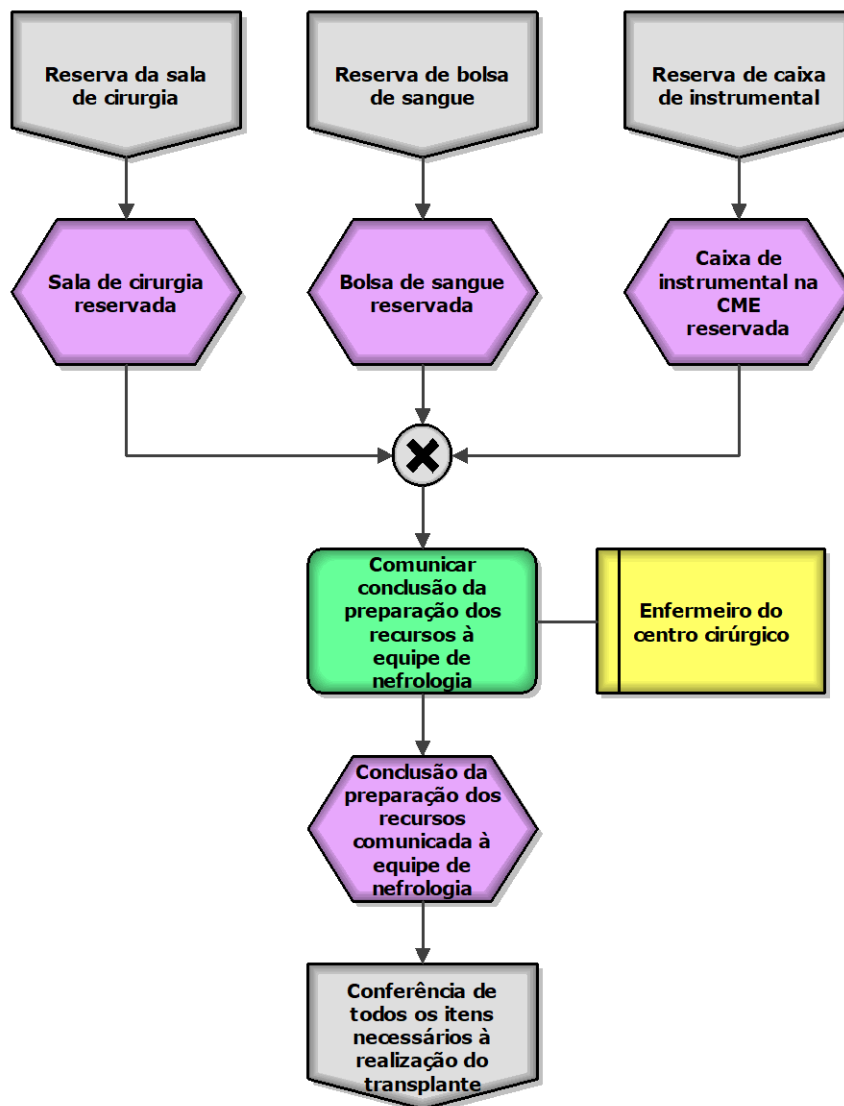 Reserva da sala
de cirurgia
Reserva de bolsa
de sangue
Reserva de caixa
de instrumental
Sala de cirurgia
reservada
Bolsa de sangue
reservada
Caixa de
instrumental na
CME
reservada
Comunicar
conclusão da
preparação dos
recursos à
equipe de
nefrologia
Enfermeiro do
centro cirúrgico
Conclusão da
preparação dos
recursos
comunicada à
equipe de
nefrologia
Conferência de
todos os itens
necessários à
realização do
transplante